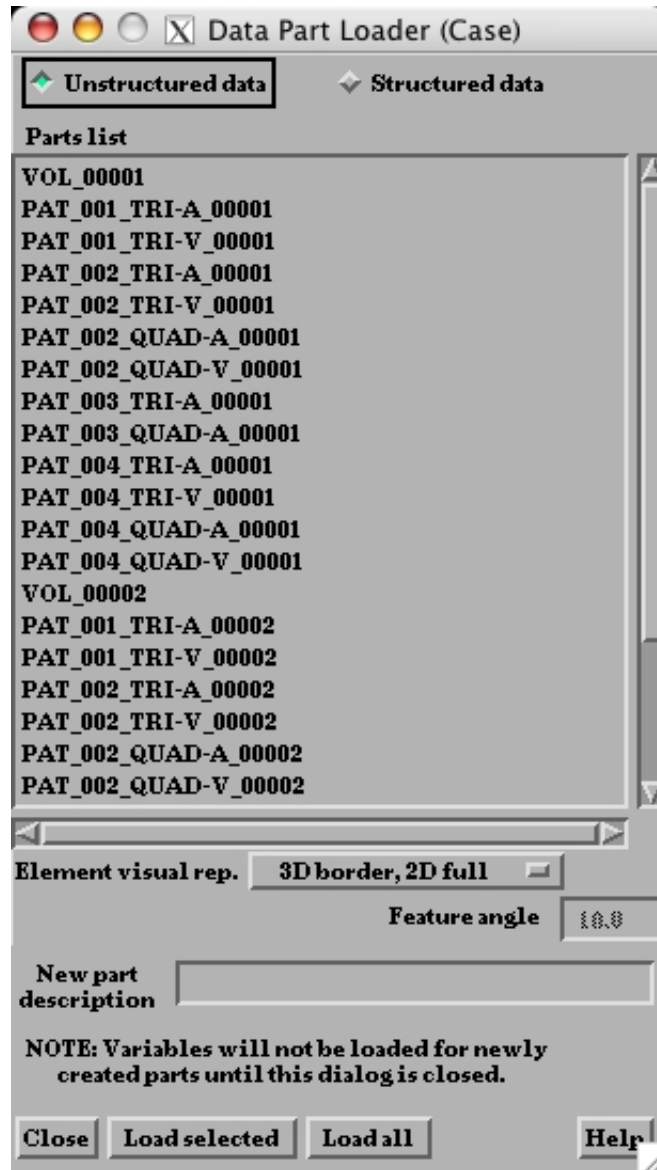 X Data Part Loader (Case)
Unstructured data Structured data
Parts list
VOL_00001
PAT_001_TRI-A_00001
PAT_001_TRI-V_00001
PAT_002_TRI-A_00001
PAT_002_TRI-V_00001
PAT_002_QUAD-A_00001
PAT_002_QUAD-V_00001
PAT_003_TRI-A_00001
PAT_003_QUAD-A_00001
PAT_004_TRI-A_00001
PAT_004_TRI-V_00001
PAT_004_QUAD-A_00001
PAT_004_QUAD-V_00001
VOL_00002
PAT_001_TRI-A_00002
PAT_001_TRI-V_00002
PAT_002_TRI-A_00002
PAT_002_TRI-V_00002
PAT_002_QUAD-A_00002
PAT_002_QUAD-V_00002
Element visual rep. 3D border, 2D full
Feature angle 10.0
New part
description
NOTE: Variables will not be loaded for newly
created parts until this dialog is closed.
Close Load selected Load all Help